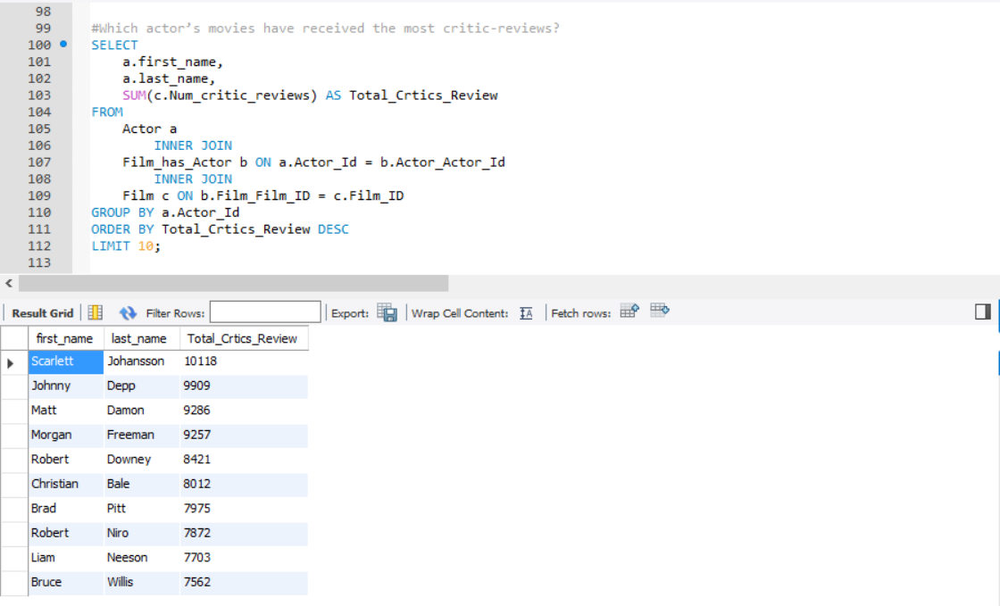 98
99 #Which actor’s movies have received the most critic-reviews?
100 SELECT
101 a.first_name,
102 a.last_name,
103 SUM(c.Num_critic_reviews) AS Total_Crtics_Review
104 FROM
105 Actor a
106 INNER JOIN
107 Film_has_Actor b ON a.Actor_Id = b.Actor_Actor_Id
108 INNER JOIN
109 Film c ON b.Film_Film_ID = c.Film_ID
110 GROUP BY a.Actor_Id
111 ORDER BY Total_Crtics_Review DESC
112 LIMIT 10;
113
Result Grid Filter Rows: Export: Wrap Cell Content: IA Fetch rows:
first_name last_name Total_Crtics_Review
Scarlett Johansson 10118
Johnny Depp 9909
Matt Damon 9286
Morgan Freeman 9257
Robert Downey 8421
Christian Bale 8012
Brad Pitt 7975
Robert Niro 7872
Liam Neeson 7703
Bruce Willis 7562